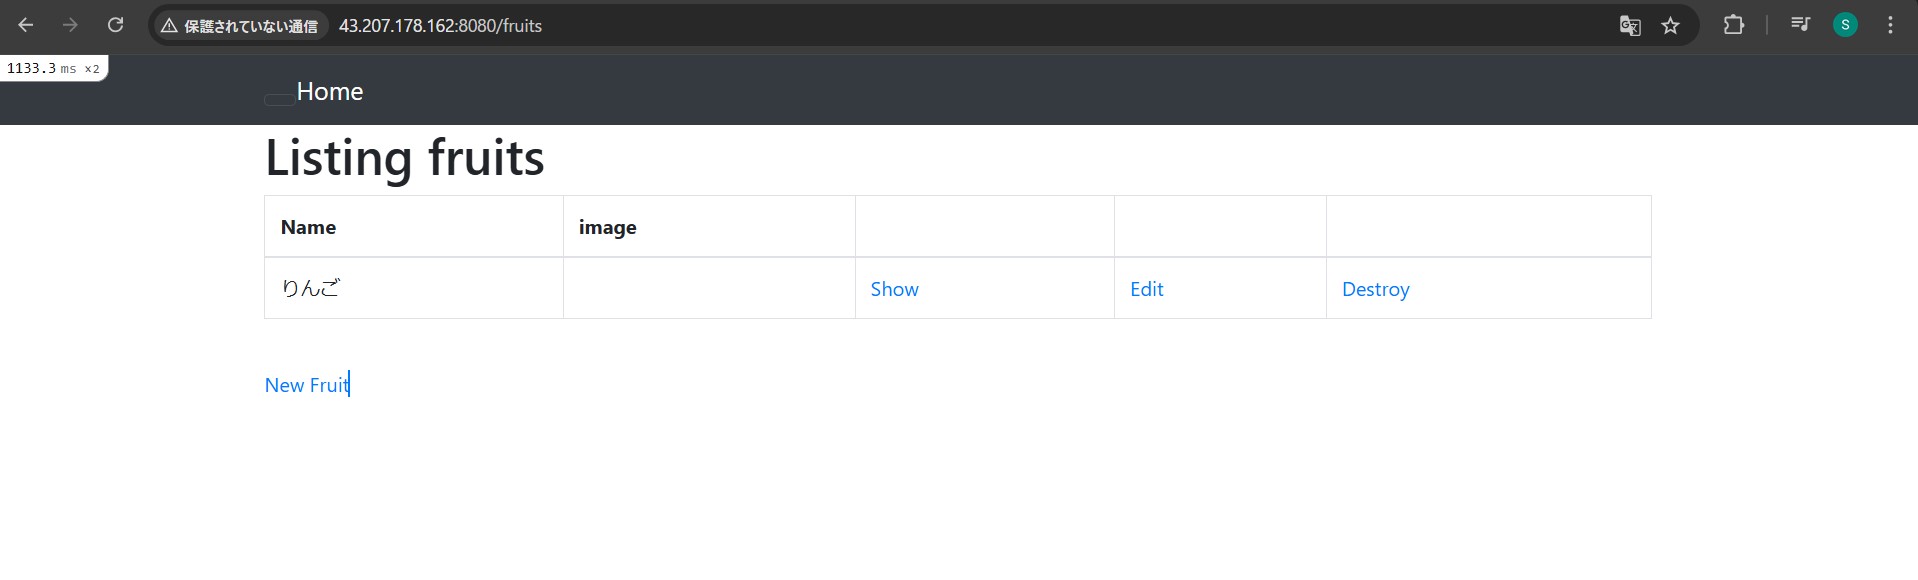 保護されていない通信 43.207.178.162:8080/fruits
S
1133.3 ms ×2
Home
Listing fruits
Name image
りんご Show Edit Destroy
New Fruit